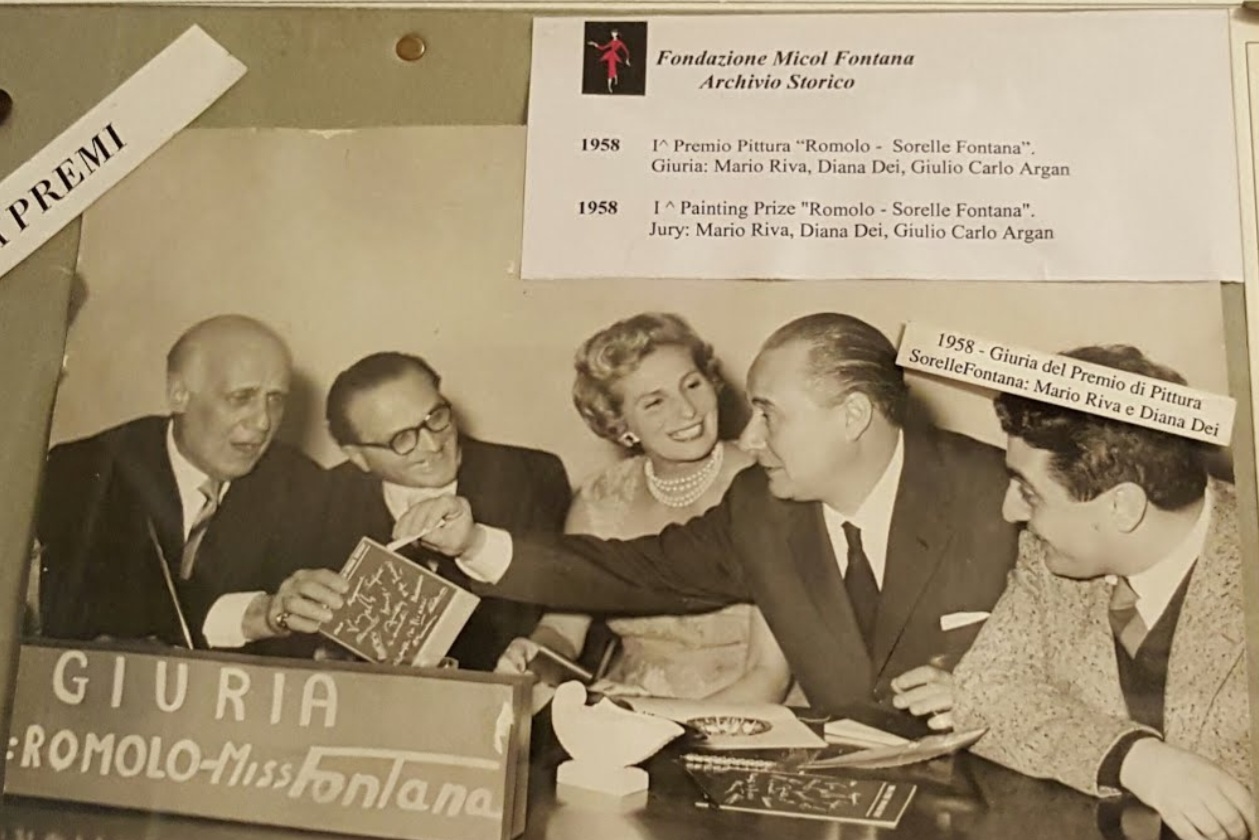 I PREMI
Fondazione Micol Fontana
Archivio Storico
1958 I^ Premio Pittura “Romolo - Sorelle Fontana”.
Giuria: Mario Riva, Diana Dei, Giulio Carlo Argan
1958 I ^ Painting Prize "Romolo - Sorelle Fontana".
Jury: Mario Riva, Diana Dei, Giulio Carlo Argan
1958 - Giuria del Premio di Pittura
SorelleFontana: Mario Riva e Diana Dei
GIURIA
:ROMOLO-Miss Fontana